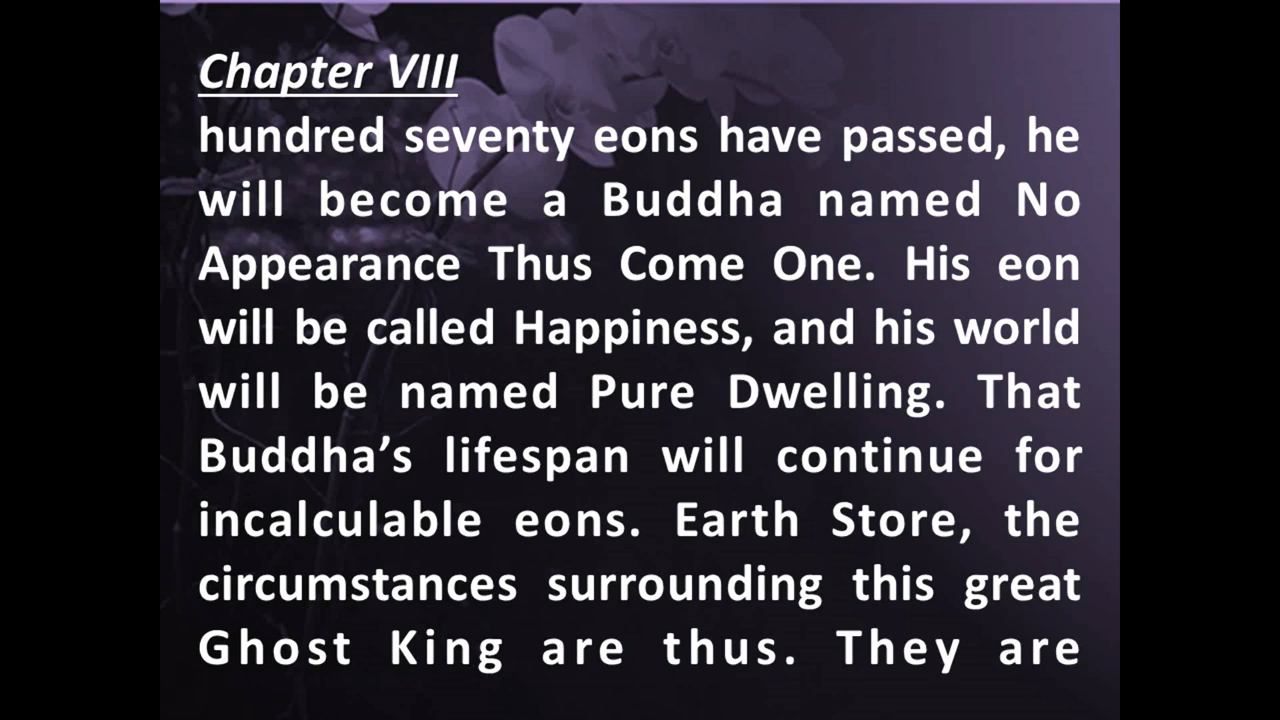 Chapter VIII
hundred seventy eons have passed, he
will become a Buddha named No
Appearance Thus Come One. His eon
will be called Happiness, and his world
will be named Pure Dwelling. That
Buddha’s lifespan will continue for
incalculable eons. Earth Store, the
circumstances surrounding this great
Ghost King are thus. They are